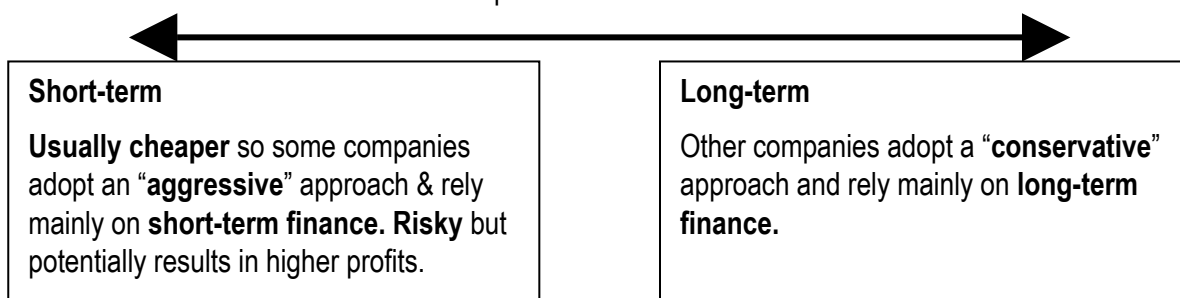 Short-term
Usually cheaper so some companies
adopt an “aggressive” approach & rely
mainly on short-term finance. Risky but
potentially results in higher profits.
Long-term
Other companies adopt a “conservative”
approach and rely mainly on long-term
finance.